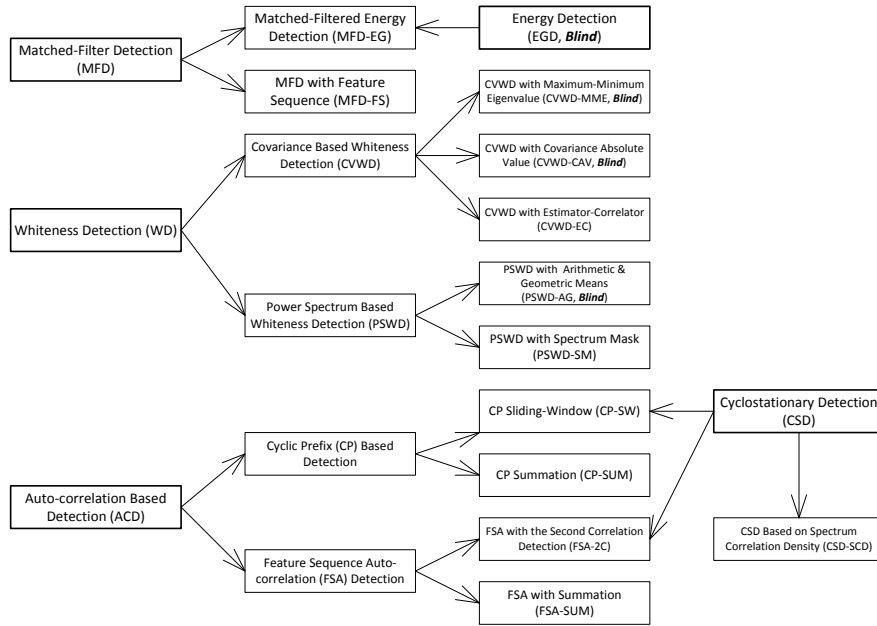 Matched-Filter Detection
(MFD)
Matched-Filtered Energy
Detection (MFD-EG)
Energy Detection
(EGD, Blind)
MFD with Feature
Sequence (MFD-FS)
Whiteness Detection (WD)
Covariance Based Whiteness
Detection (CVWD)
CVWD with Maximum-Minimum
Eigenvalue (CVWD-MME, Blind)
CVWD with Covariance Absolute
Value (CVWD-CAV, Blind)
CVWD with Estimator-Correlator
(CVWD-EC)
Power Spectrum Based
Whiteness Detection (PSWD)
PSWD with Arithmetic &
Geometric Means
(PSWD-AG, Blind)
PSWD with Spectrum Mask
(PSWD-SM)
Auto-correlation Based
Detection (ACD)
Cyclic Prefix (CP) Based
Detection
CP Sliding-Window (CP-SW)
CP Summation (CP-SUM)
Cyclostationary Detection
(CSD)
Feature Sequence Auto-
correlation (FSA) Detection
FSA with the Second Correlation
Detection (FSA-2C)
FSA with Summation
(FSA-SUM)
CSD Based on Spectrum
Correlation Density (CSD-SCD)